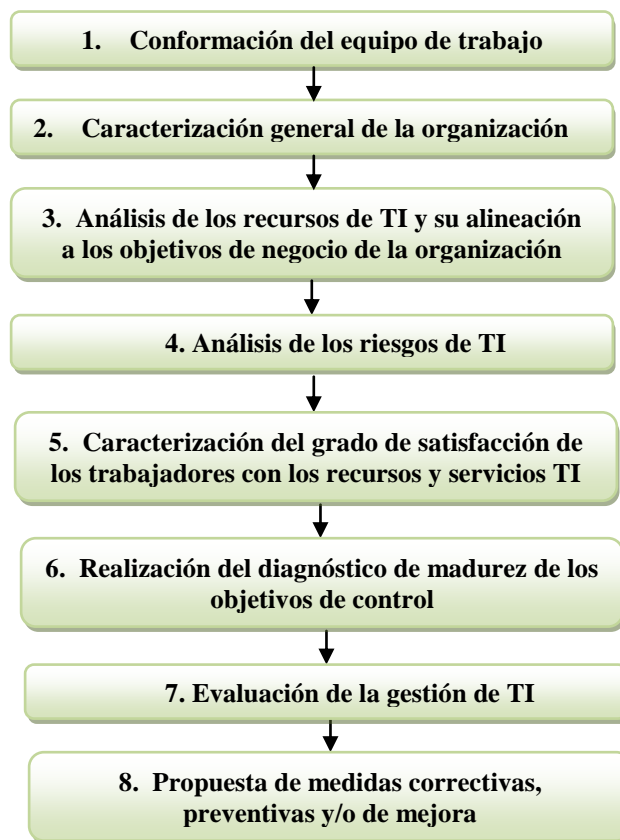 1. Conformación del equipo de trabajo
2. Caracterización general de la organización
3. Análisis de los recursos de TI y su alineación
a los objetivos de negocio de la organización
4. Análisis de los riesgos de TI
5. Caracterización del grado de satisfacción de
los trabajadores con los recursos y servicios TI
6. Realización del diagnóstico de madurez de los
objetivos de control
7. Evaluación de la gestión de TI
8. Propuesta de medidas correctivas,
preventivas y/o de mejora